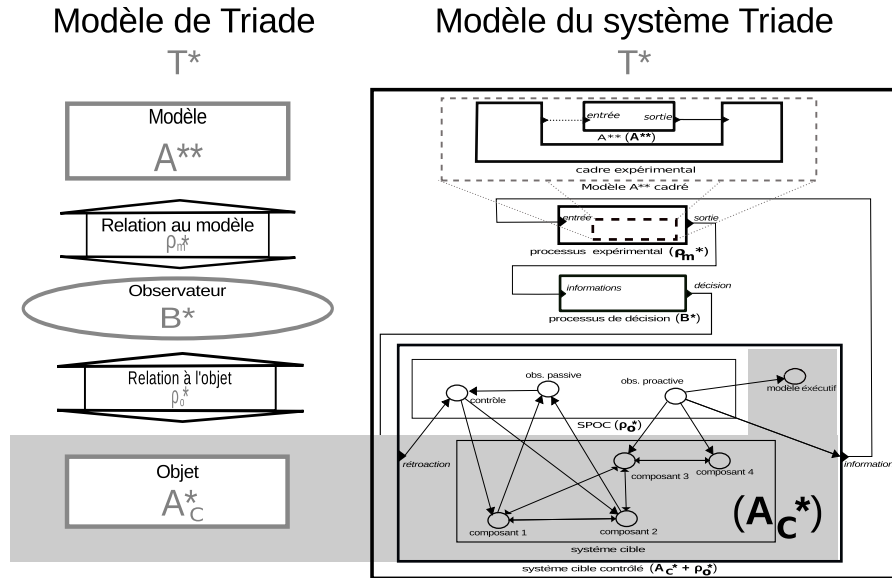 Modèle de Triade
T*
Modèle
A**
Relation au modèle
ρm*
Observateur
B*
Relation à l'objet
ρo*
Objet
A*C
Modèle du système Triade
T*
entrée
sortie
A** (A**)
cadre expérimental
Modèle A** cadré
entrée
sortie
processus expérimental (ρm*)
informations
décision
processus de décision (B*)
obs. passive
obs. proactive
modèle éxécutif
contrôle
SPOC (ρo*)
rétroaction
information
composant 3
composant 4
composant 1
composant 2
(AC*)
système cible
système cible contrôlé (AC* + ρo*)